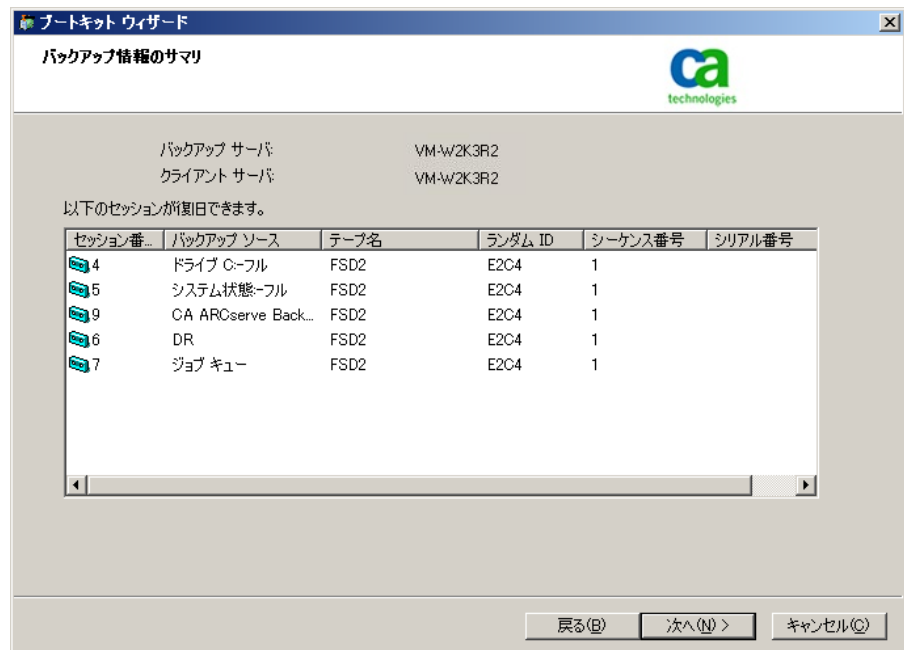 ブートキット ウィザード
バックアップ情報のサマリ
ca
technologies
バックアップ サーバ: VM-W2K3R2
クライアント サーバ: VM-W2K3R2
以下のセッションが復旧できます。
セッション番... バックアップ ソース テープ名 ランダム ID シーケンス番号 シリアル番号
4 ドライブ C:-フル FSD2 E2C4 1
5 システム状態:-フル FSD2 E2C4 1
9 CA ARCserve Back... FSD2 E2C4 1
6 DR FSD2 E2C4 1
7 ジョブ キュー FSD2 E2C4 1
戻る(B) 次へ(N) > キャンセル(C)